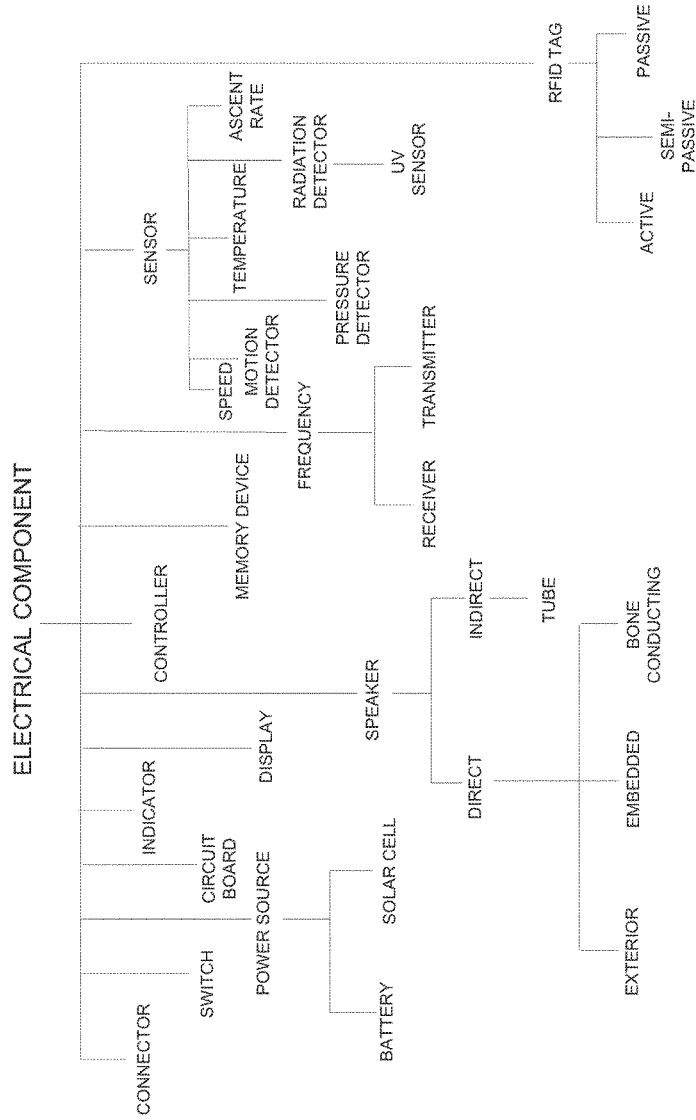 ELECTRICAL COMPONENT
CONNECTOR
SWITCH
POWER SOURCE
BATTERY
SOLAR CELL
CIRCUIT
BOARD
INDICATOR
DISPLAY
SPEAKER
DIRECT
EXTERIOR
EMBEDDED
BONE
CONDUCTING
INDIRECT
TUBE
CONTROLLER
MEMORY DEVICE
FREQUENCY
RECEIVER
TRANSMITTER
SENSOR
SPEED
MOTION
DETECTOR
PRESSURE
DETECTOR
TEMPERATURE
RADIATION
DETECTOR
UV
SENSOR
ASCENT
RATE
RFID TAG
ACTIVE
SEMI-
PASSIVE
PASSIVE